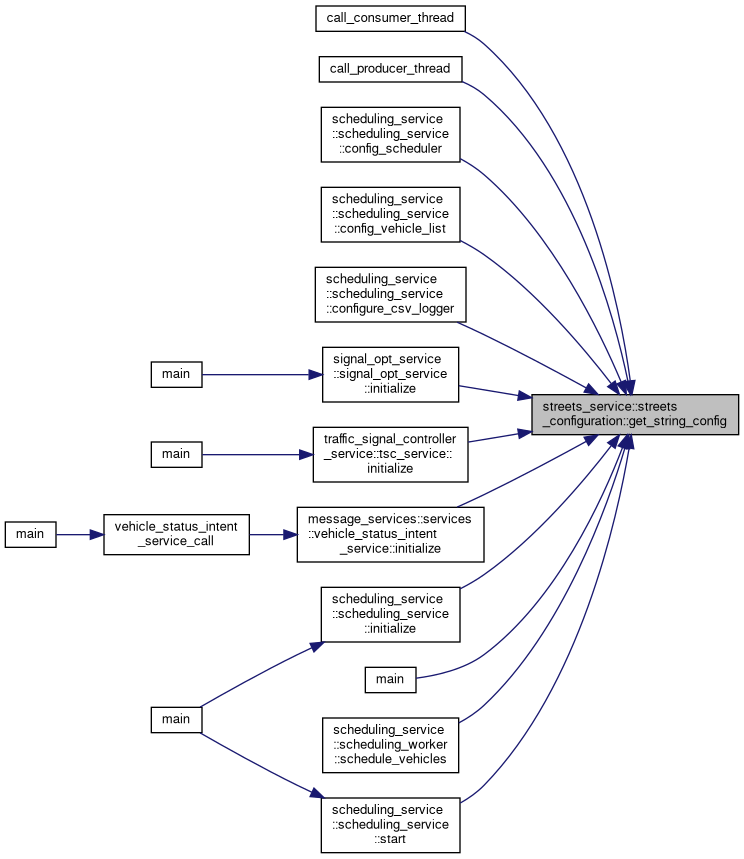 call_consumer_thread
call_producer_thread
scheduling_service
::scheduling_service
::config_scheduler
scheduling_service
::scheduling_service
::config_vehicle_list
scheduling_service
::scheduling_service
::configure_csv_logger
main
signal_opt_service
::signal_opt_service
::initialize
streets_service::streets
_configuration::get_string_config
main
traffic_signal_controller
_service::tsc_service::
initialize
main
vehicle_status_intent
_service_call
message_services::services
::vehicle_status_intent
_service::initialize
scheduling_service
::scheduling_service
::initialize
main
main
scheduling_service
::scheduling_worker
::schedule_vehicles
scheduling_service
::scheduling_service
::start